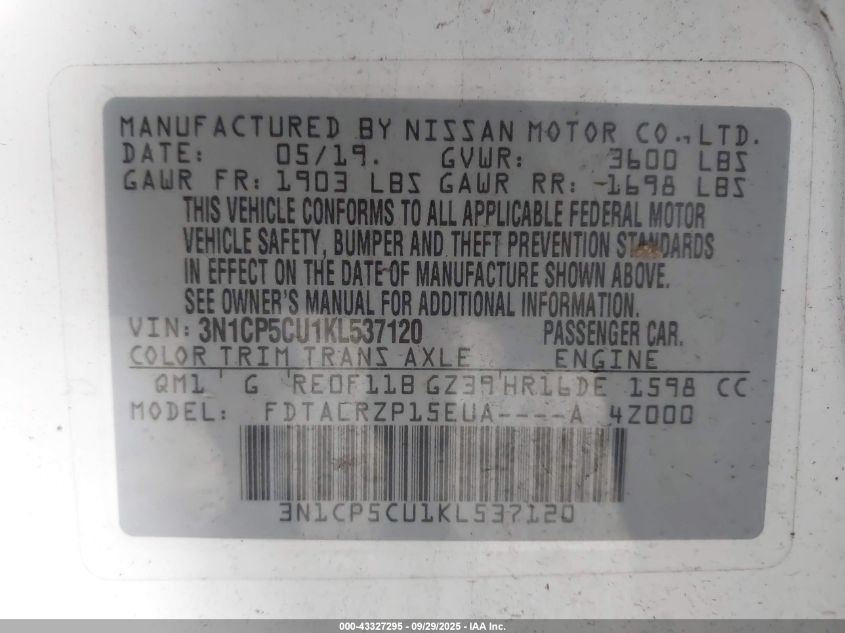 MANUFACTURED BY NISSAN MOTOR CO., LTD.
DATE: 05/19. GVWR: 3600 LBS
GAWR FR: 1903 LBS GAWR RR: 1698 LBS
THIS VEHICLE CONFORMS TO ALL APPLICABLE FEDERAL MOTOR
VEHICLE SAFETY, BUMPER AND THEFT PREVENTION STANDARDS
IN EFFECT ON THE DATE OF MANUFACTURE SHOWN ABOVE.
SEE OWNER'S MANUAL FOR ADDITIONAL INFORMATION.
VIN: 3N1CP5CU1KL537120 PASSENGER CAR.
COLOR TRIM TRANS AXLE ENGINE
QM1 G RE0F11B GZ39 HR16DE 1598 CC
MODEL: FDTALRZP15EUA----A 4Z000
3N1CP5CU1KL537120
000-43327295 - 09/29/2025 - IAA Inc.